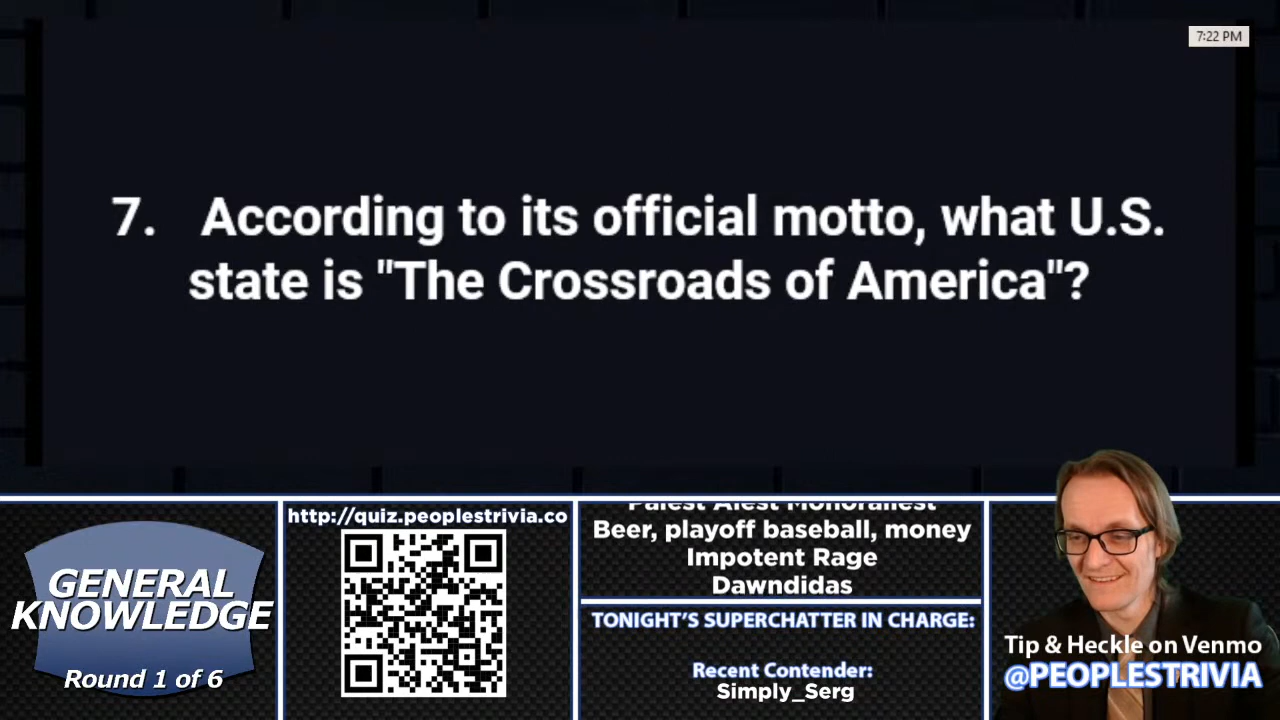 7:22 PM
7. According to its official motto, what U.S.
state is "The Crossroads of America"?
GENERAL
KNOWLEDGE
Round 1 of 6
http://quiz.peoplestrivia.co
Palest Alest Monorailiest
Beer, playoff baseball, money
Impotent Rage
Dawndidas
TONIGHT'S SUPERCHATTER IN CHARGE:
Recent Contender:
Simply_Serg
Tip & Heckle on Venmo
@PEOPLESTRIVIA